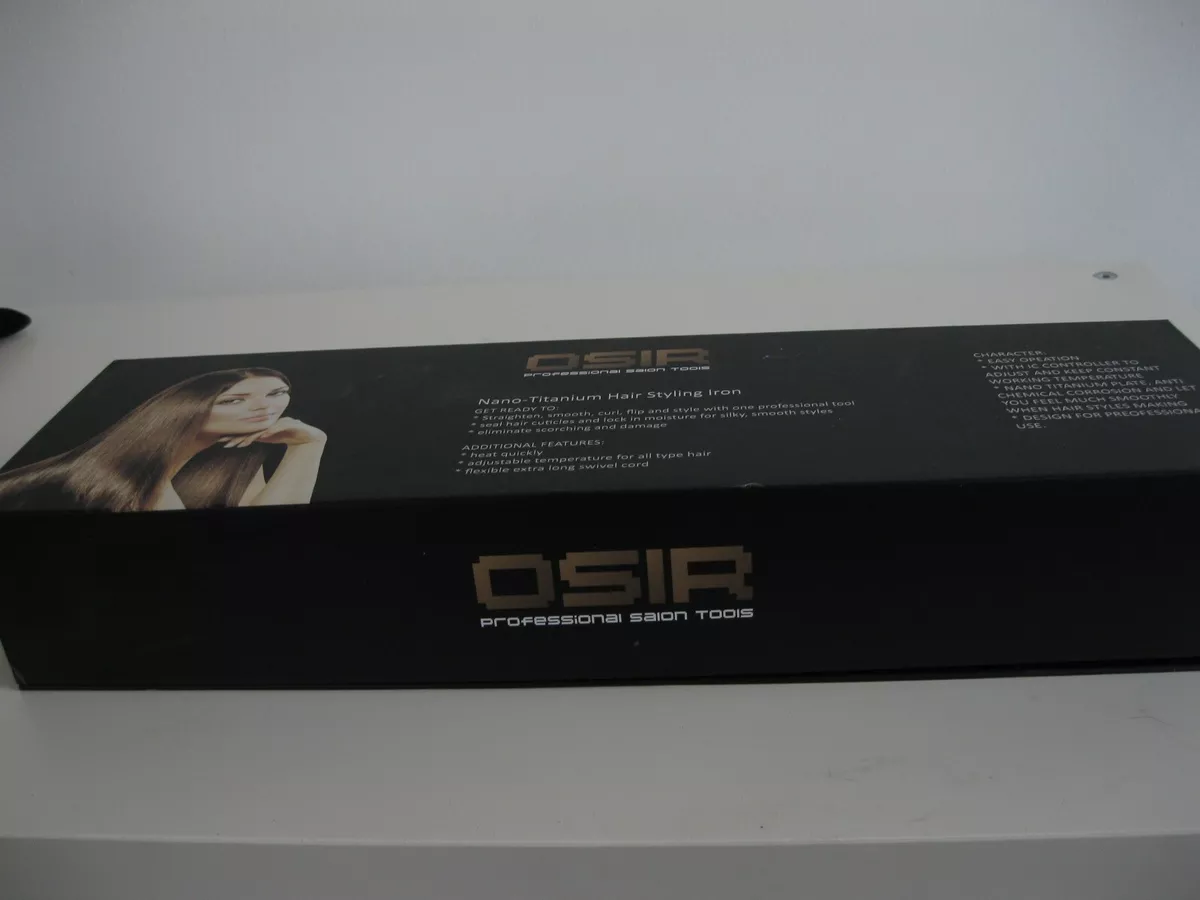 OSIR
Professional Salon Tools
Nano-Titanium Hair Styling Iron
GET READY TO:
* Straighten, smooth, curl, flip and style with one professional tool
* seal hair cuticles and lock in moisture for silky, smooth styles
* eliminate scorching and damage
ADDITIONAL FEATURES:
* heat quickly
* adjustable temperature for all type hair
* flexible extra long swivel cord
CHARACTER:
* EASY OPEATION
* WITH IC CONTROLLER TO
ADJUST AND KEEP CONSTANT
WORKING TEMPERATURE
* NANO TITANIUM PLATE, ANTI
CHEMICAL CORROSION AND LET
YOU FEEL MUCH SMOOTHLY
WHEN HAIR STYLES MAKING
* DESIGN FOR PREOFESSIONA
USE.
OSIR
Professional Salon Tools